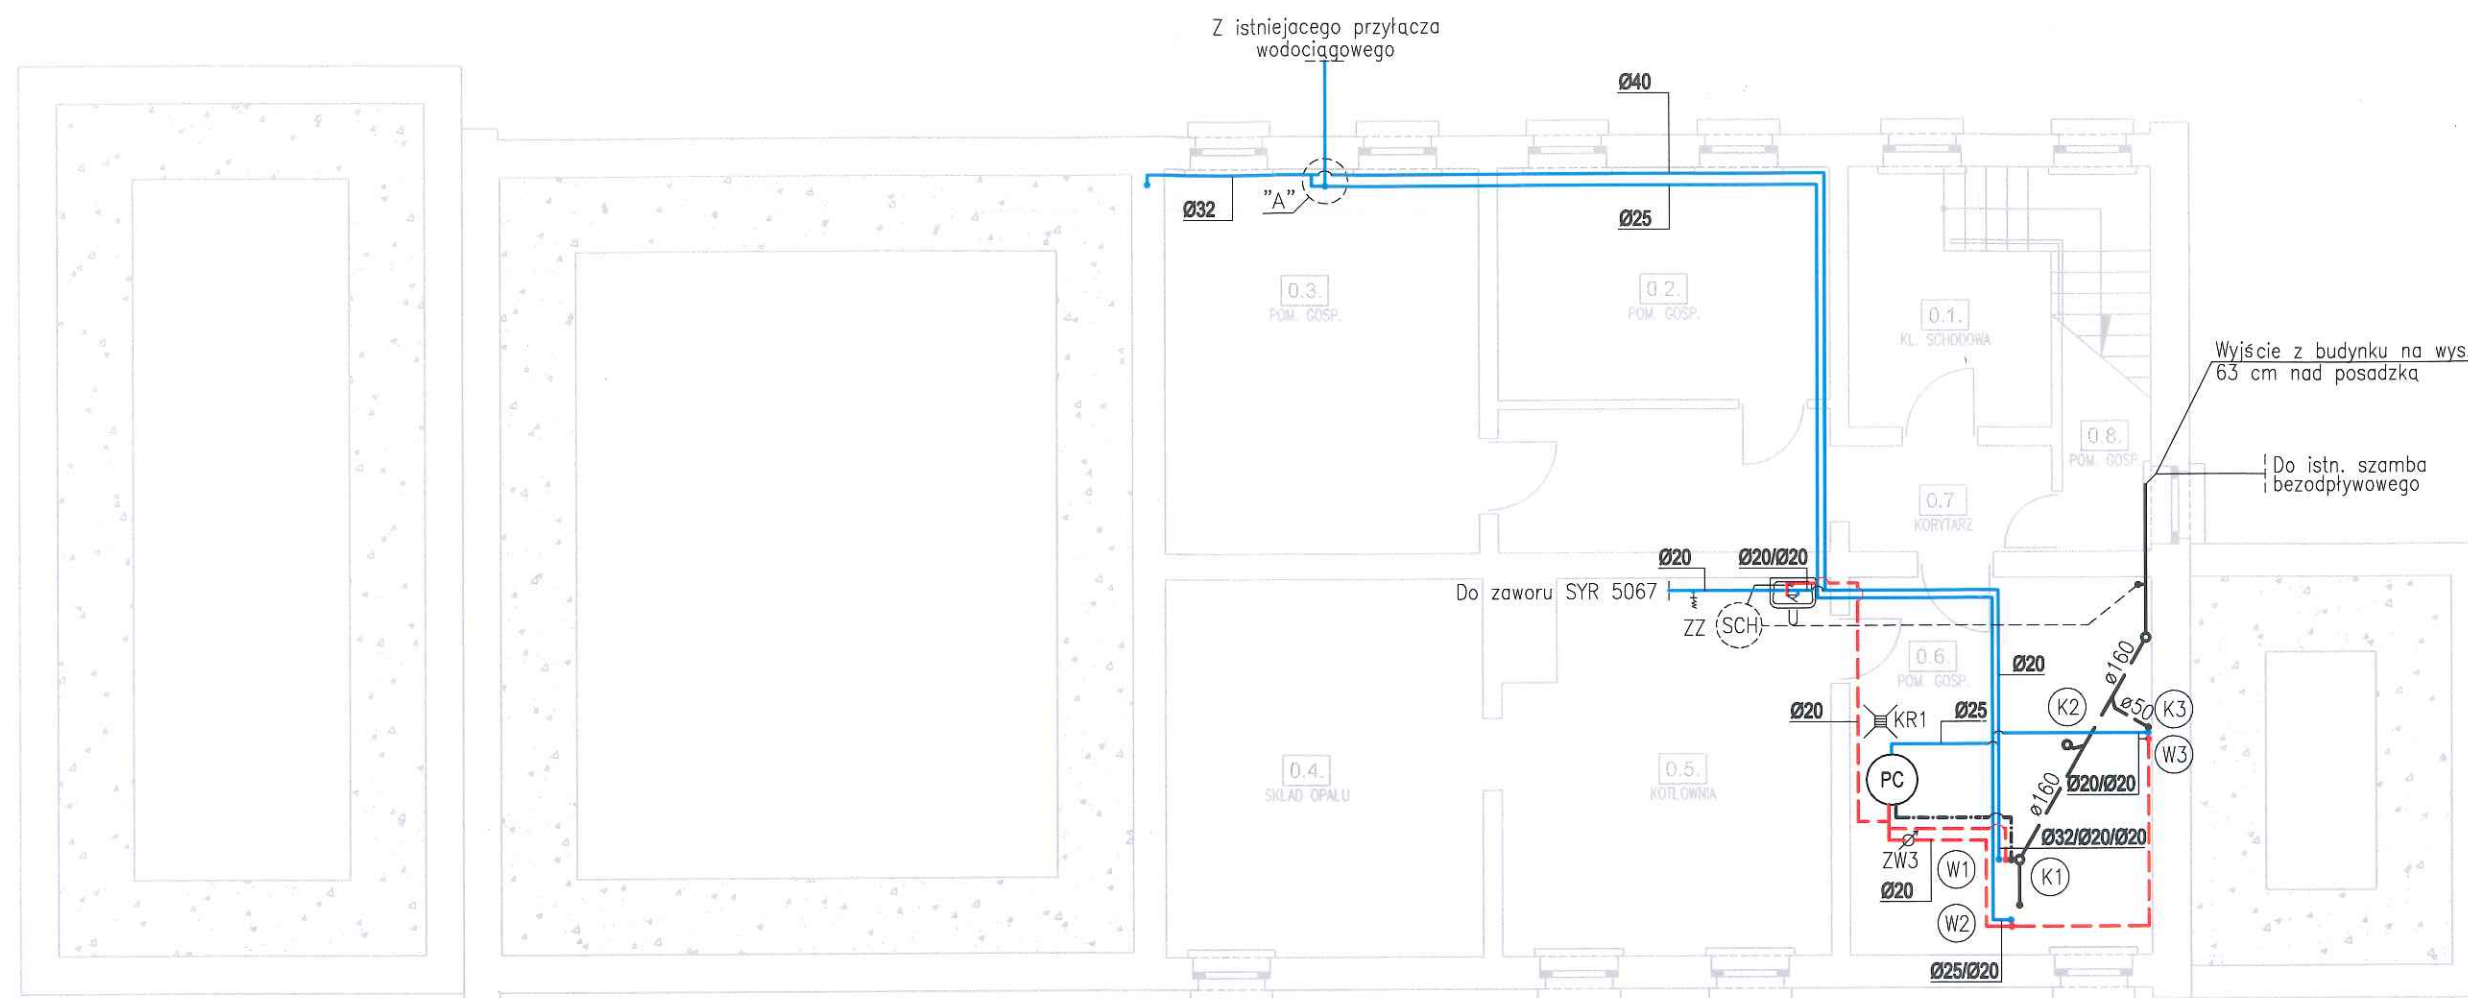 Z istniejacego przyłącza
wodociągowego
Ø40
Ø32
"A"
Ø25
0.3.
POM. GOSP.
0.2.
POM. GOSP.
0.1.
KL. SCHODOWA
Wyjście z budynku na wys.
63 cm nad posadzką
0.8.
POM. GOSP.
Do istn. szamba
bezodpływowego
0.7
KORYTARZ
Ø20
Ø20/Ø20
Do zaworu SYR 5067
ZZ
SCH
0.6.
POM. GOSP.
Ø20
ø160
Ø20
KR1
Ø25
K2
ø50
K3
W3
0.4.
SKŁAD OPAŁU
0.5.
KOTŁOWNIA
PC
Ø20/Ø20
ø160
Ø32/Ø20/Ø20
ZW3
W1
K1
Ø20
W2
Ø25/Ø20